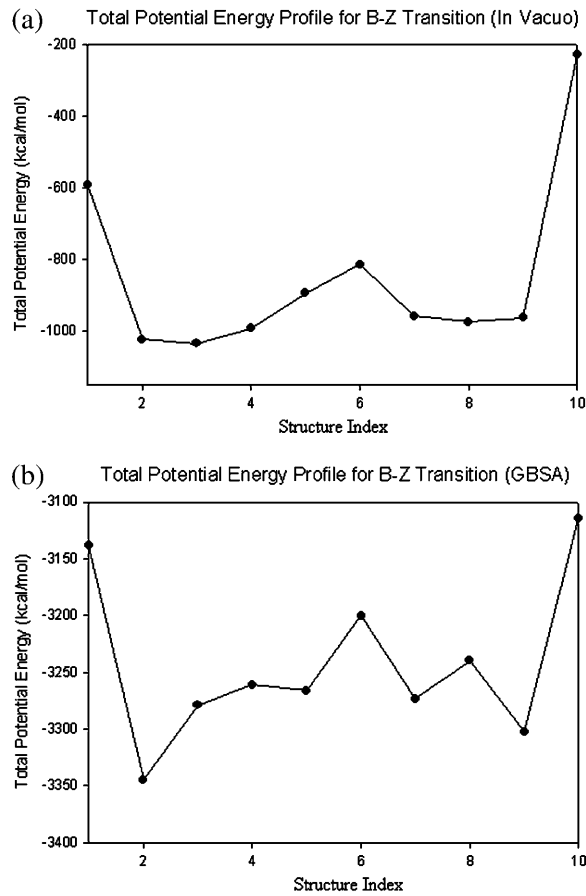 (a)
Total Potential Energy Profile for B-Z Transition (In Vacuo)
Total Potential Energy (kcal/mol)
-200
-400
-600
-800
-1000
2
4
6
8
10
Structure Index
(b)
Total Potential Energy Profile for B-Z Transition (GBSA)
Total Potential Energy (kcal/mol)
-3100
-3150
-3200
-3250
-3300
-3350
-3400
2
4
6
8
10
Structure Index